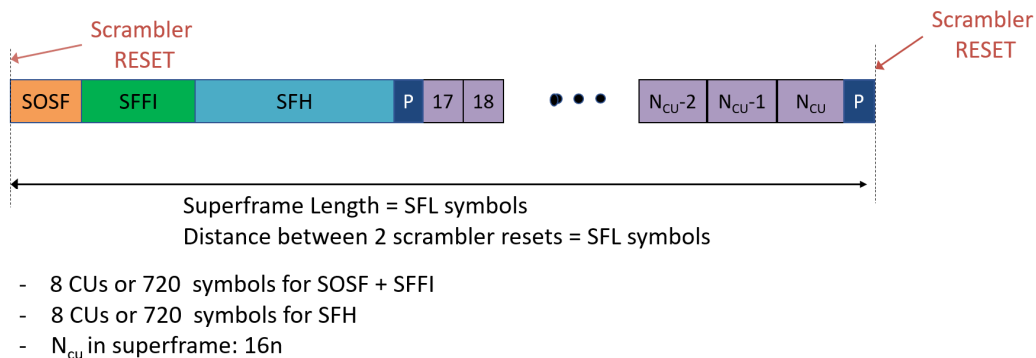 Scrambler
RESET
Scrambler
RESET
SOSF SFFI SFH P 17 18 N_CU-2 N_CU-1 N_CU P
Superframe Length = SFL symbols
Distance between 2 scrambler resets = SFL symbols
- 8 CUs or 720 symbols for SOSF + SFFI
- 8 CUs or 720 symbols for SFH
- N_cu in superframe: 16n